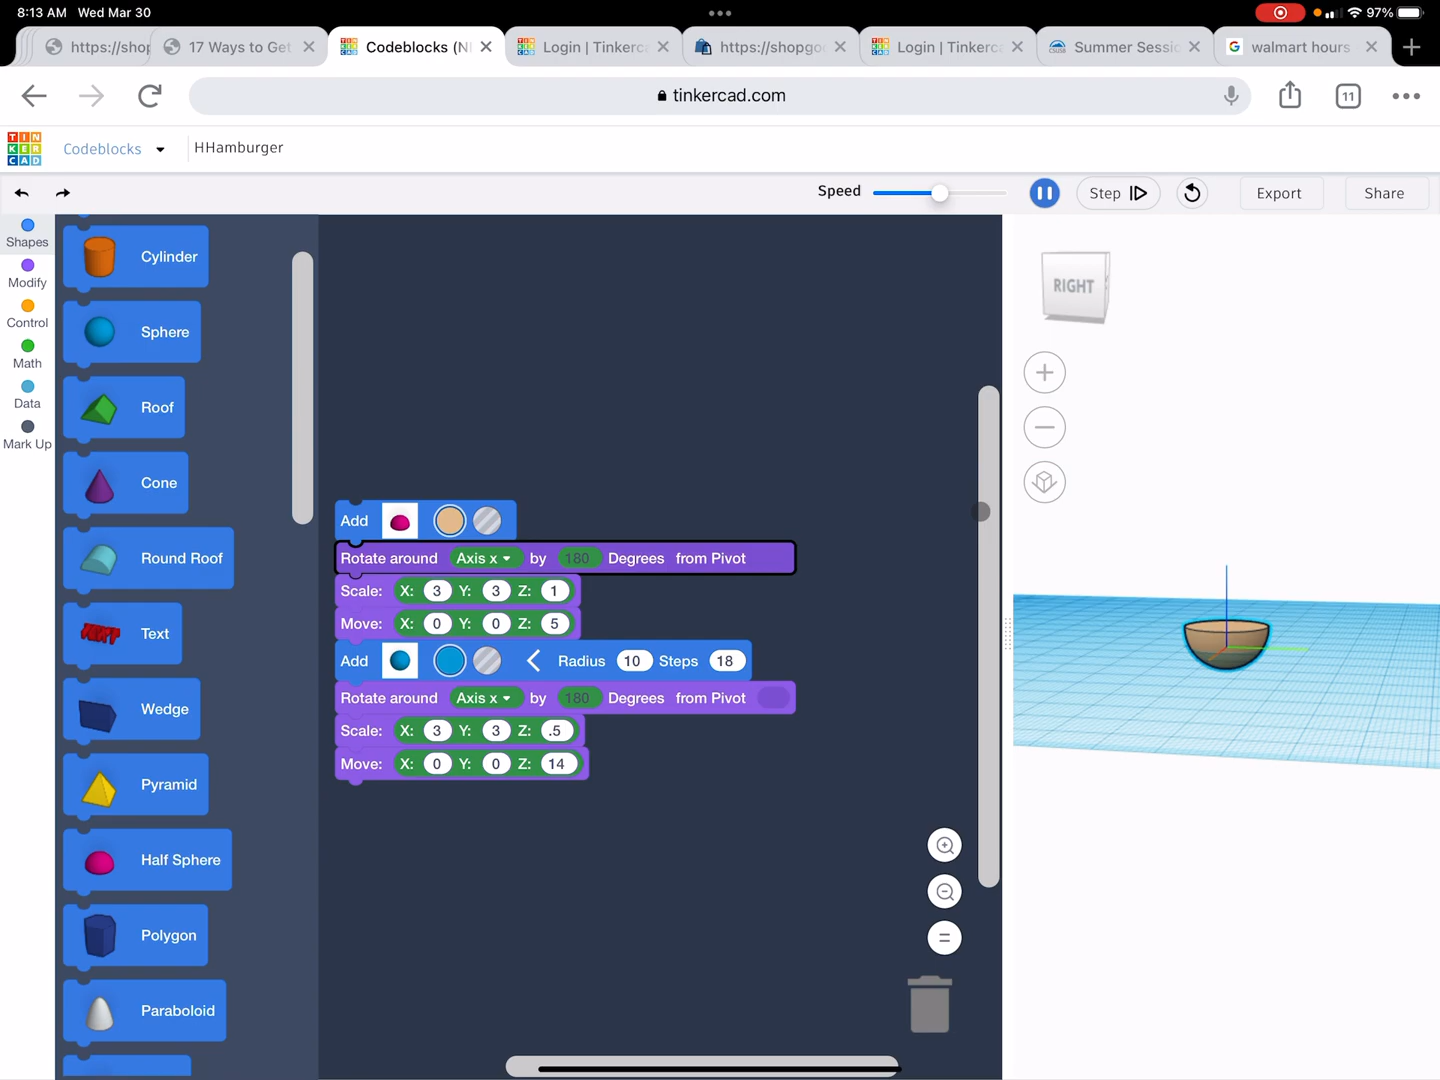 8:13 AM Wed Mar 30
97%
https://shop
17 Ways to Get
Codeblocks (N
Login | Tinkerca
https://shopgo
Login | Tinkerca
Summer Sessic
walmart hours
tinkercad.com
11
TIN
KER
CAD
Codeblocks
HHamburger
Speed
Step
Export
Share
Shapes
Modify
Control
Math
Data
Mark Up
Cylinder
Sphere
Roof
Cone
Round Roof
Text
Wedge
Pyramid
Half Sphere
Polygon
Paraboloid
Add
Rotate around Axis x by 180 Degrees from Pivot
Scale: X: 3 Y: 3 Z: 1
Move: X: 0 Y: 0 Z: 5
Add Radius 10 Steps 18
Rotate around Axis x by 180 Degrees from Pivot
Scale: X: 3 Y: 3 Z: .5
Move: X: 0 Y: 0 Z: 14
RIGHT